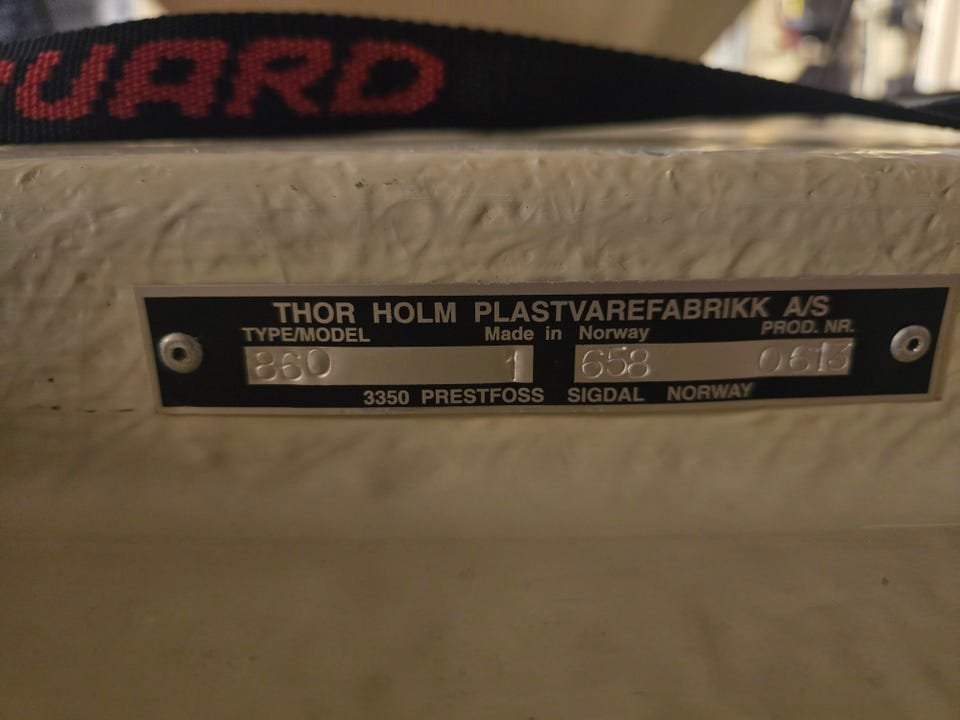 UARD
THOR HOLM PLASTVAREFABRIKK A/S
TYPE/MODEL Made in Norway PROD. NR.
860 1 658 0613
3350 PRESTFOSS SIGDAL NORWAY